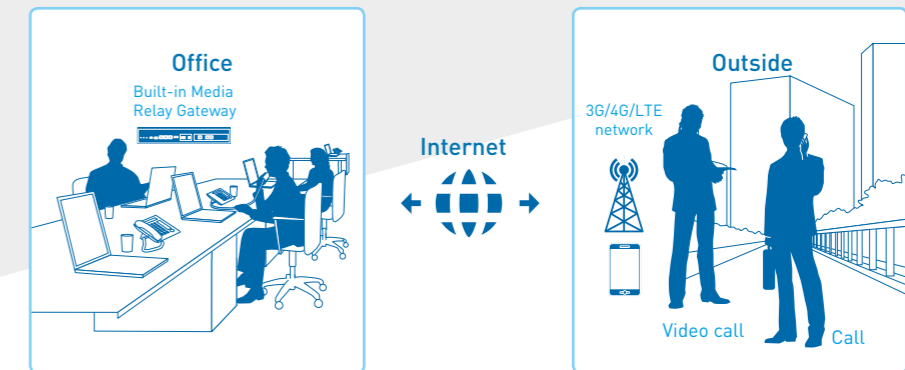 Office
Built-in Media
Relay Gateway
Internet
Outside
3G/4G/LTE
network
Video call
Call